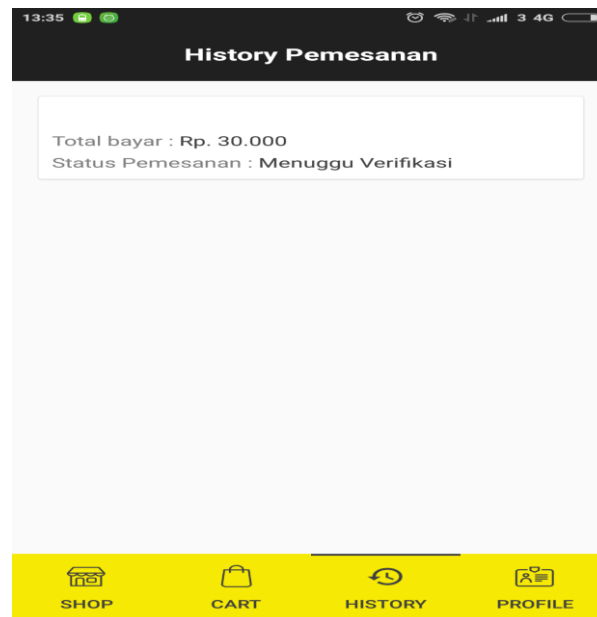 13:35 3 4G
History Pemesanan
Total bayar : Rp. 30.000
Status Pemesanan : Menuggu Verifikasi
SHOP CART HISTORY PROFILE